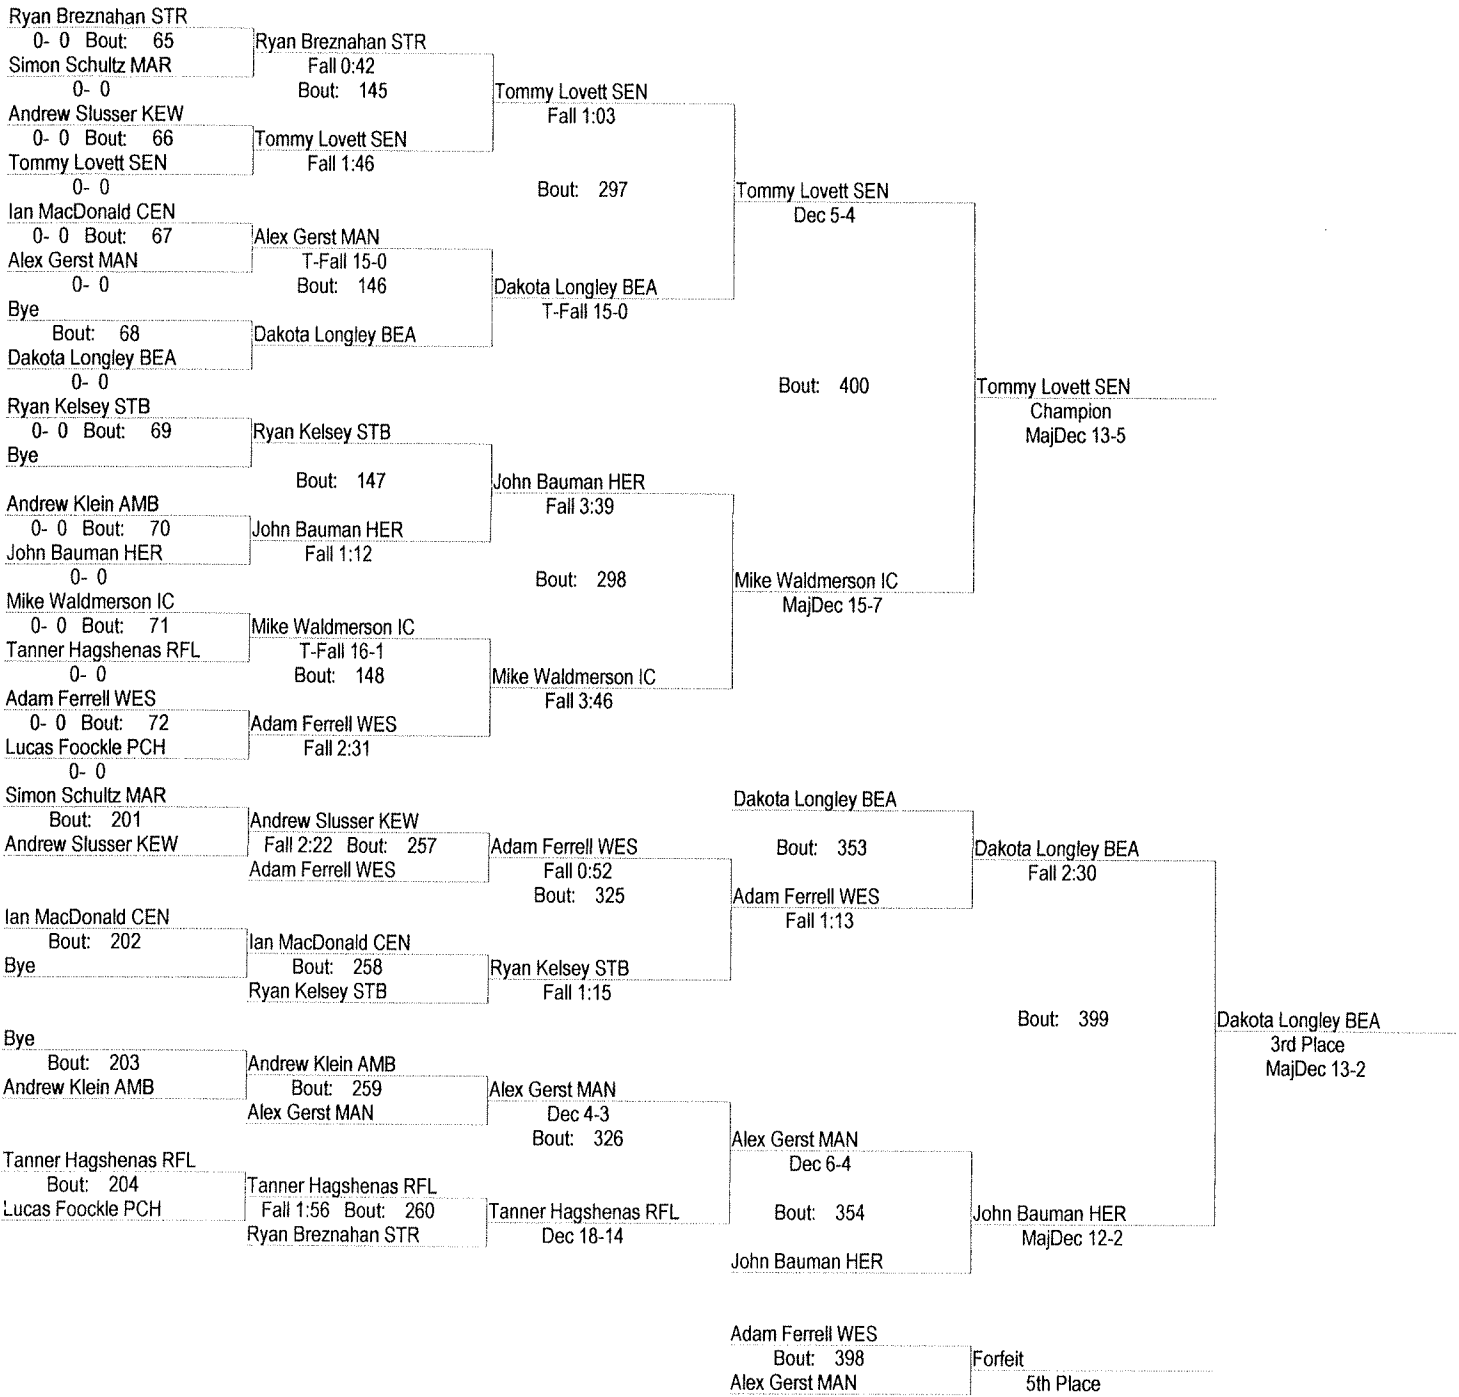 Ryan Breznahan STR
0- 0 Bout: 65
Simon Schultz MAR
0- 0
Andrew Slusser KEW
0- 0 Bout: 66
Tommy Lovett SEN
0- 0
Ian MacDonald CEN
0- 0 Bout: 67
Alex Gerst MAN
0- 0
Bye
Bout: 68
Dakota Longley BEA
0- 0
Ryan Kelsey STB
0- 0 Bout: 69
Bye
Andrew Klein AMB
0- 0 Bout: 70
John Bauman HER
0- 0
Mike Waldmerson IC
0- 0 Bout: 71
Tanner Hagshenas RFL
0- 0
Adam Ferrell WES
0- 0 Bout: 72
Lucas Foockle PCH
0- 0
Ryan Breznahan STR
Fall 0:42
Bout: 145
Tommy Lovett SEN
Fall 1:46
Alex Gerst MAN
T-Fall 15-0
Bout: 146
Dakota Longley BEA
Ryan Kelsey STB
Bout: 147
John Bauman HER
Fall 1:12
Mike Waldmerson IC
T-Fall 16-1
Bout: 148
Adam Ferrell WES
Fall 2:31
Tommy Lovett SEN
Fall 1:03
Bout: 297
Dakota Longley BEA
T-Fall 15-0
John Bauman HER
Fall 3:39
Bout: 298
Mike Waldmerson IC
Fall 3:46
Tommy Lovett SEN
Dec 5-4
Bout: 400
Mike Waldmerson IC
MajDec 15-7
Tommy Lovett SEN
Champion
MajDec 13-5
Simon Schultz MAR
Bout: 201
Andrew Slusser KEW
Ian MacDonald CEN
Bout: 202
Bye
Bye
Bout: 203
Andrew Klein AMB
Tanner Hagshenas RFL
Bout: 204
Lucas Foockle PCH
Andrew Slusser KEW
Fall 2:22 Bout: 257
Adam Ferrell WES
Ian MacDonald CEN
Bout: 258
Ryan Kelsey STB
Andrew Klein AMB
Bout: 259
Alex Gerst MAN
Tanner Hagshenas RFL
Fall 1:56 Bout: 260
Ryan Breznahan STR
Adam Ferrell WES
Fall 0:52
Bout: 325
Ryan Kelsey STB
Fall 1:15
Alex Gerst MAN
Dec 4-3
Bout: 326
Tanner Hagshenas RFL
Dec 18-14
Dakota Longley BEA
Bout: 353
Adam Ferrell WES
Fall 1:13
Alex Gerst MAN
Dec 6-4
Bout: 354
John Bauman HER
Dakota Longley BEA
Fall 2:30
Bout: 399
John Bauman HER
MajDec 12-2
Dakota Longley BEA
3rd Place
MajDec 13-2
Adam Ferrell WES
Bout: 398
Alex Gerst MAN
Forfeit
5th Place